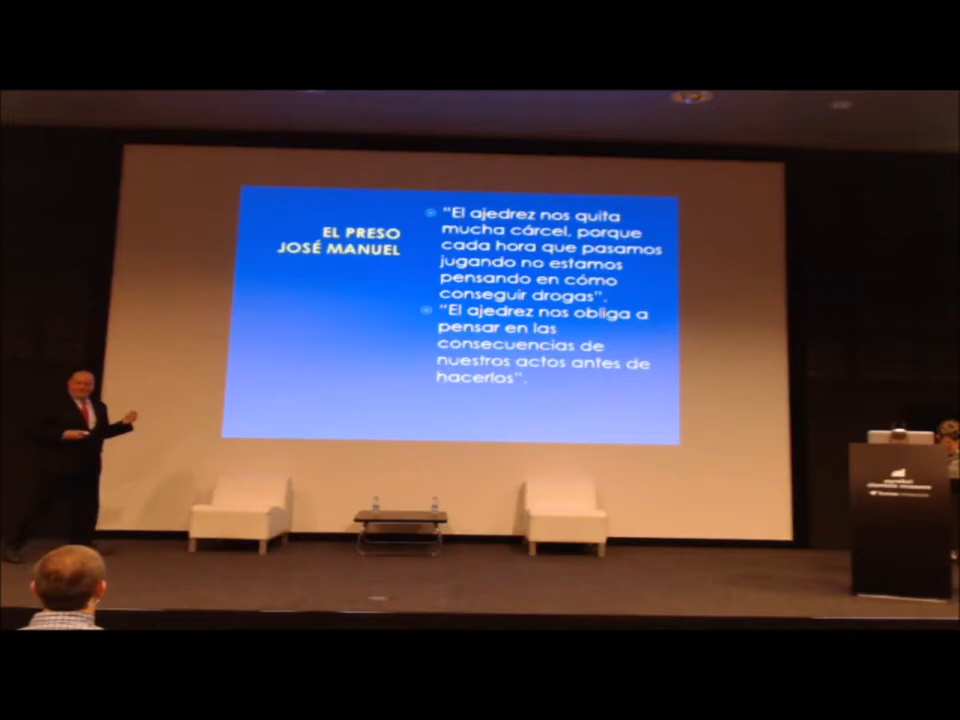 EL PRESO
JOSÉ MANUEL
“El ajedrez nos quita
mucha cárcel, porque
cada hora que pasamos
jugando no estamos
pensando en cómo
conseguir drogas”.
“El ajedrez nos obliga a
pensar en las
consecuencias de
nuestros actos antes de
hacerlos”.